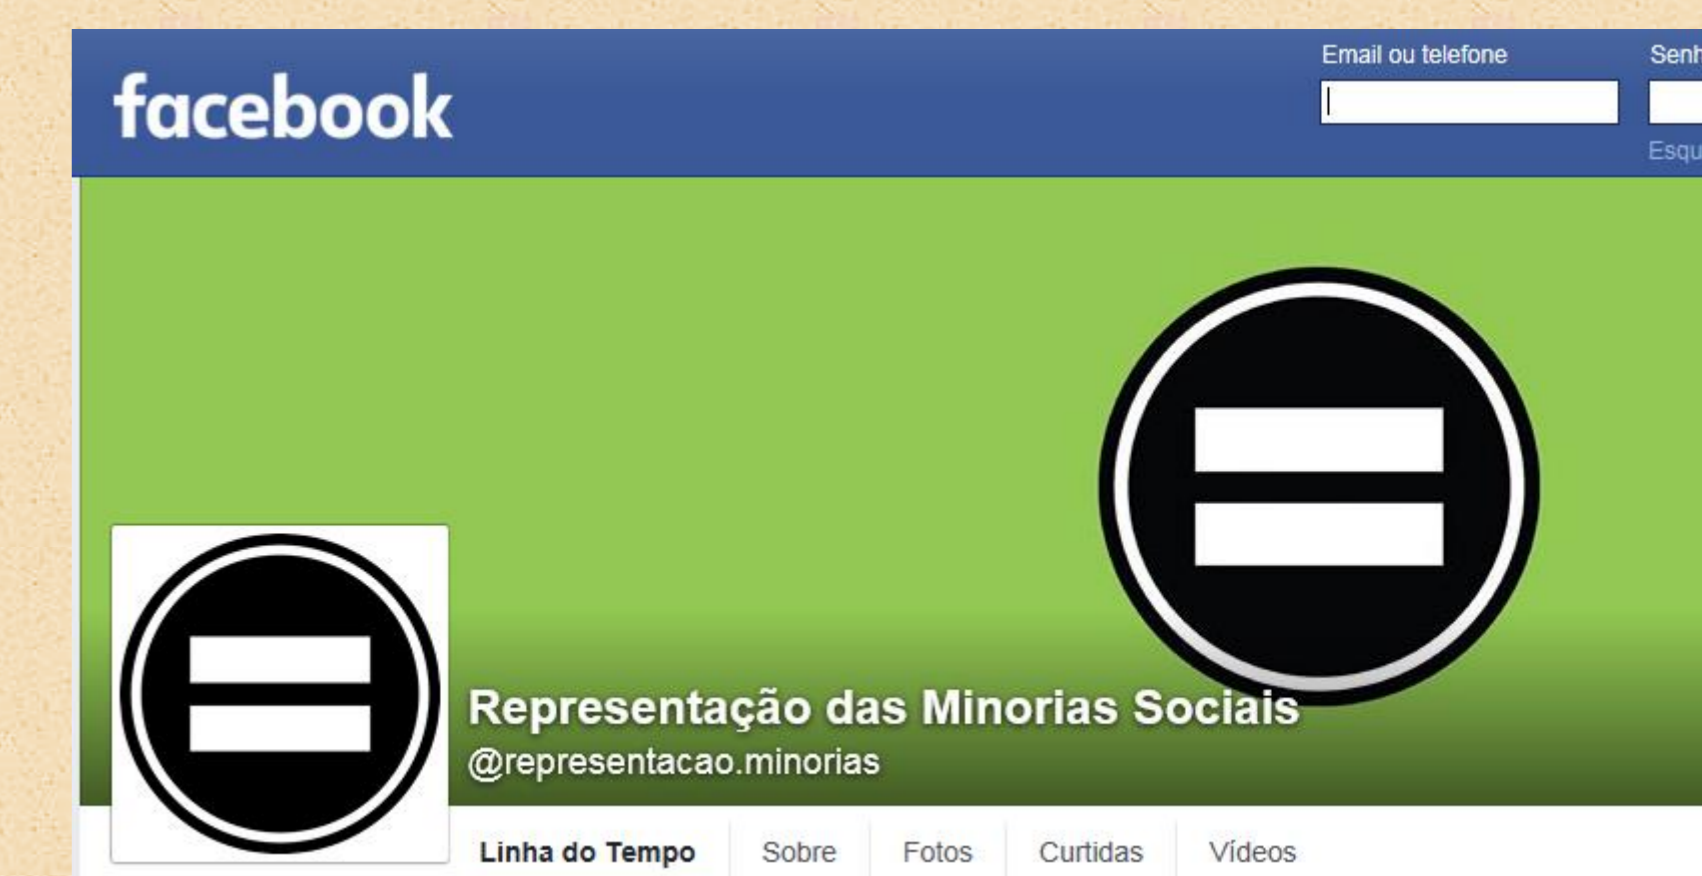 facebook
Email ou telefone
Representação das Minorias Sociais
@representacao.minorias
Linha do Tempo Sobre Fotos Curtidas Vídeos